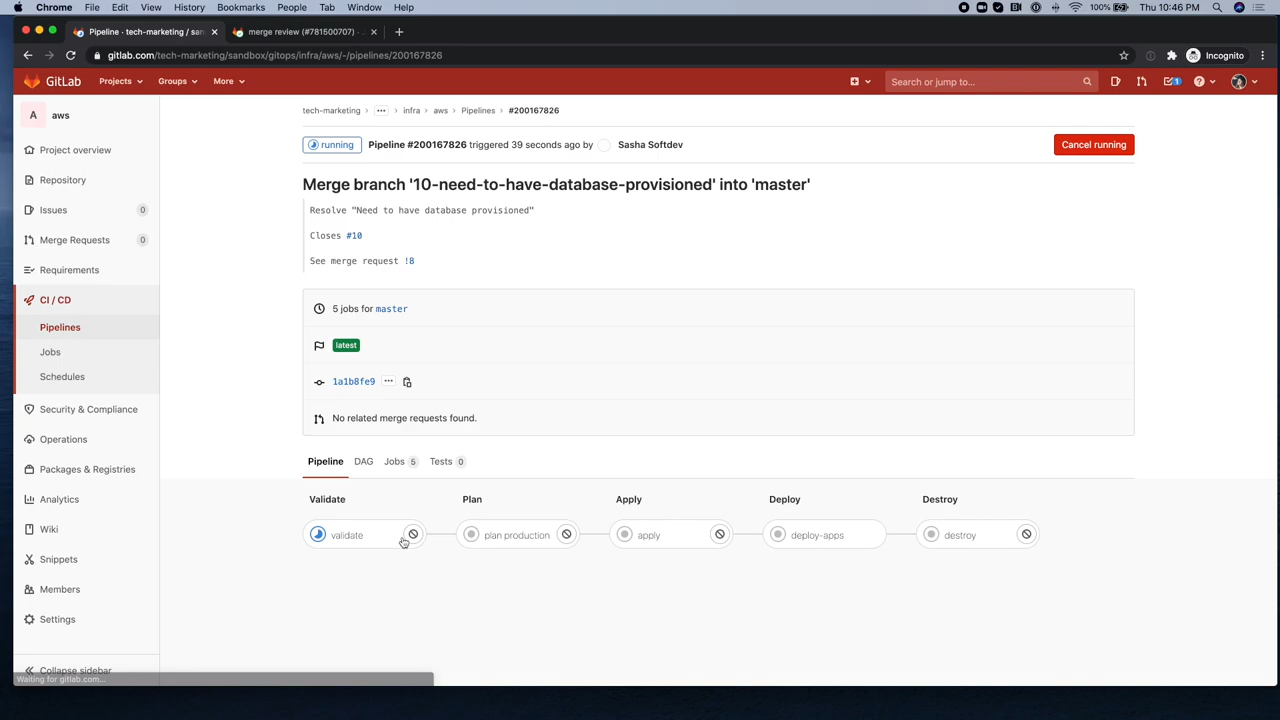 Chrome File Edit View History Bookmarks People Tab Window Help 100% Thu 10:46 PM
Pipeline · tech-marketing / san merge review (#781500707) ·
gitlab.com/tech-marketing/sandbox/gitops/infra/aws/-/pipelines/200167826 Incognito
GitLab Projects Groups More Search or jump to... 1
A aws
Project overview
Repository
Issues 0
Merge Requests 0
Requirements
CI / CD
Pipelines
Jobs
Schedules
Security & Compliance
Operations
Packages & Registries
Analytics
Wiki
Snippets
Members
Settings
Collapse sidebar
Waiting for gitlab.com...
tech-marketing > ... > infra > aws > Pipelines > #200167826
running Pipeline #200167826 triggered 39 seconds ago by Sasha Softdev Cancel running
Merge branch '10-need-to-have-database-provisioned' into 'master'
Resolve "Need to have database provisioned"
Closes #10
See merge request !8
5 jobs for master
latest
1a1b8fe9 ...
No related merge requests found.
Pipeline DAG Jobs 5 Tests 0
Validate Plan Apply Deploy Destroy
validate plan production apply deploy-apps destroy